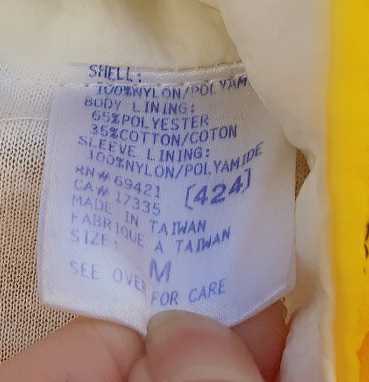 SHELL:
100%NYLON/POLYAM
BODY LINING:
65%POLYESTER
35%COTTON/COTON
SLEEVE LINING:
100%NYLON/POLYAMIDE
RN# 69421
CA# 17335 [424]
MADE IN TAIWAN
FABRIQUE A TAIWAN
SIZE: M
SEE OVER FOR CARE